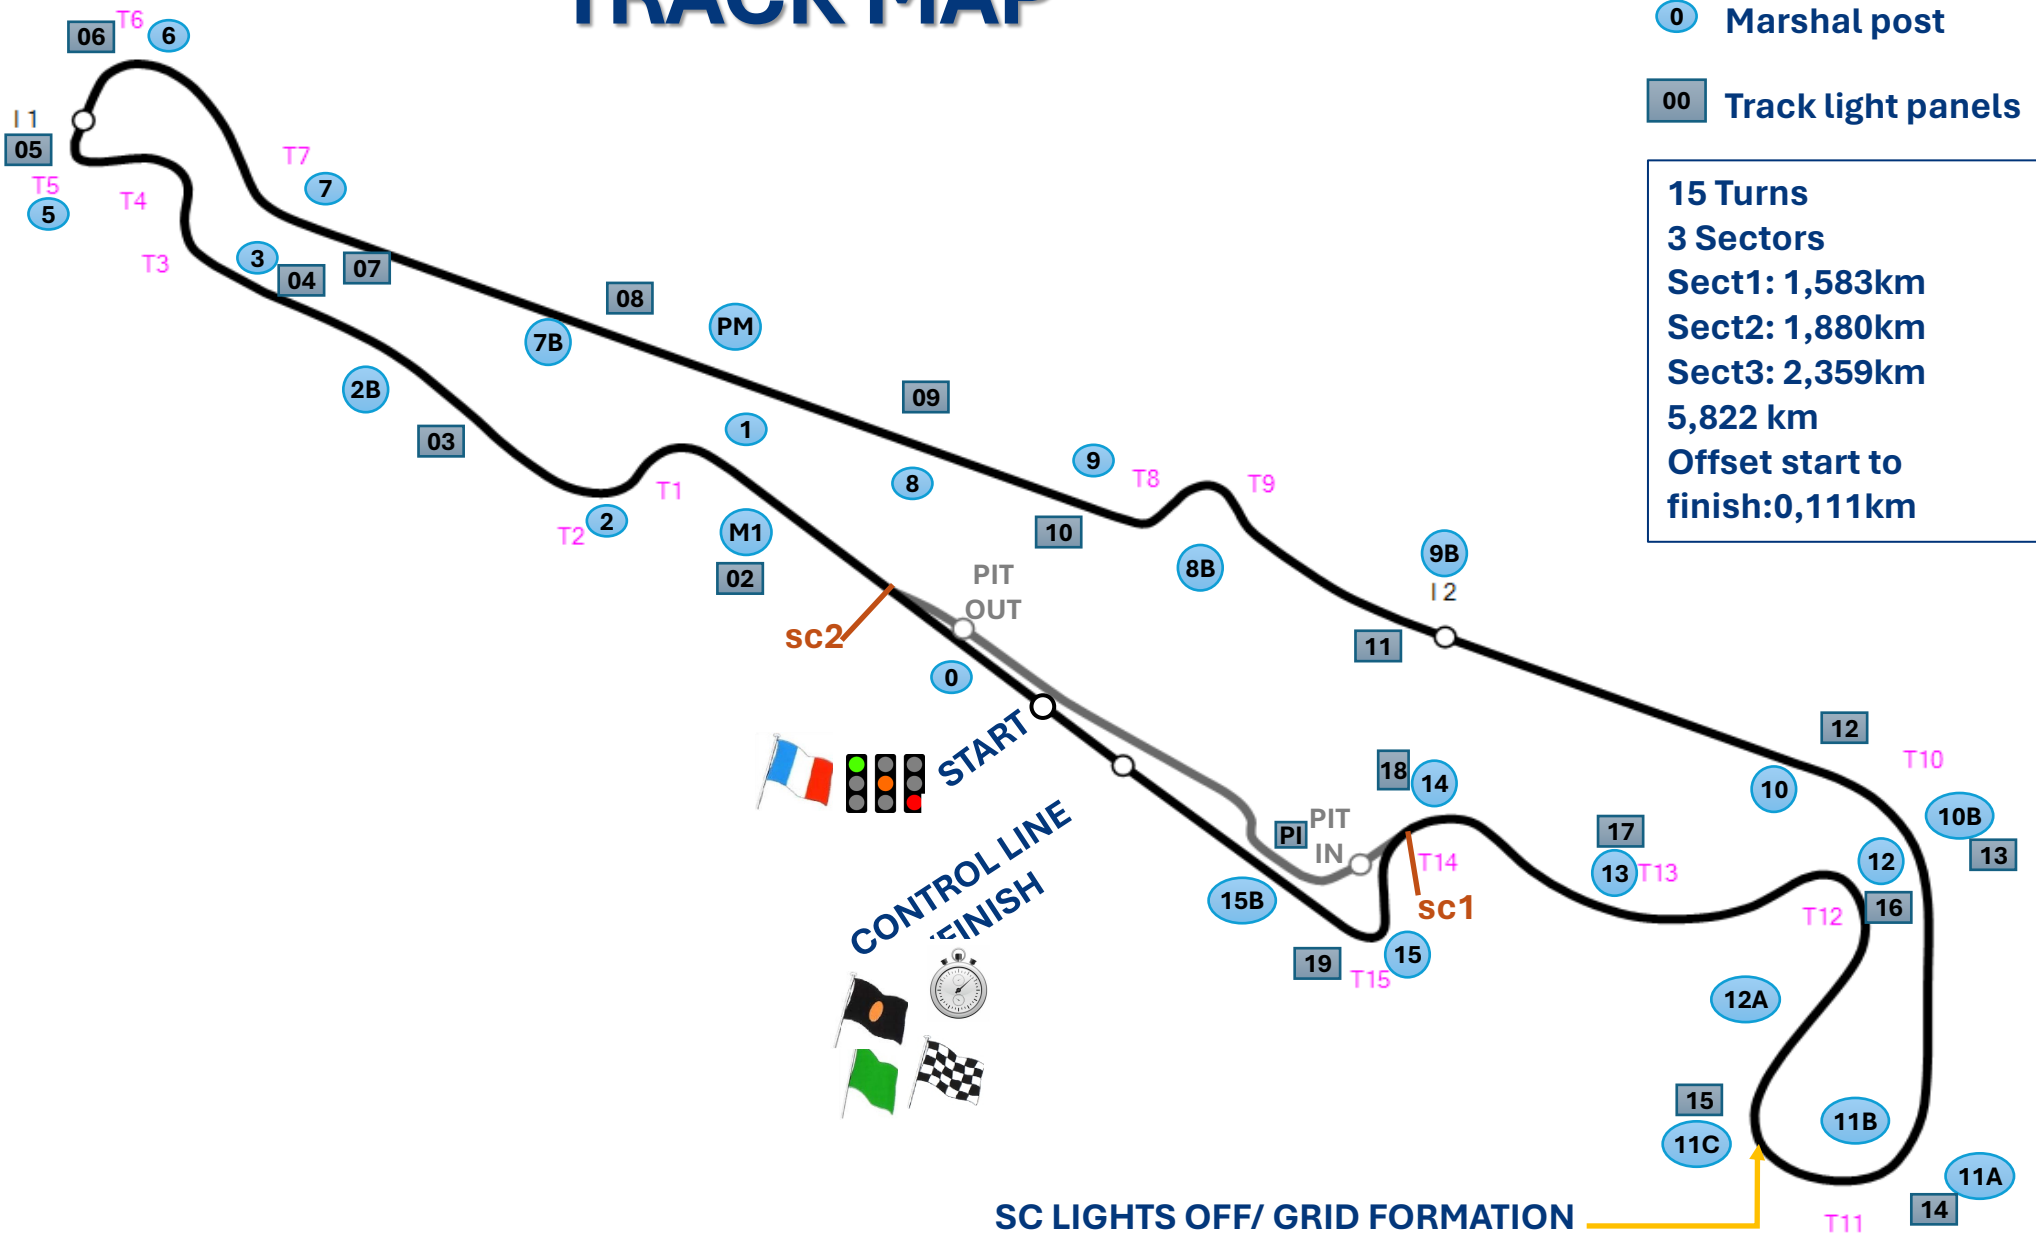 TRACK MAP
0 Marshal post
00 Track light panels
15 Turns
3 Sectors
Sect1: 1,583km
Sect2: 1,880km
Sect3: 2,359km
5,822 km
Offset start to
finish:0,111km
06
T6
6
I 1
05
T5
5
T4
T3
T7
7
3
04
07
08
PM
7B
2B
03
09
1
8
9
T8
T9
T1
T2
2
M1
02
10
8B
9B
I 2
11
PIT
OUT
sc2
0
START
CONTROL LINE
FINISH
12
T10
10
10B
13
18
14
PI
PIT
IN
T14
sc1
17
13
T13
12
16
T12
15B
19
T15
15
12A
15
11C
11B
11A
14
T11
SC LIGHTS OFF/ GRID FORMATION